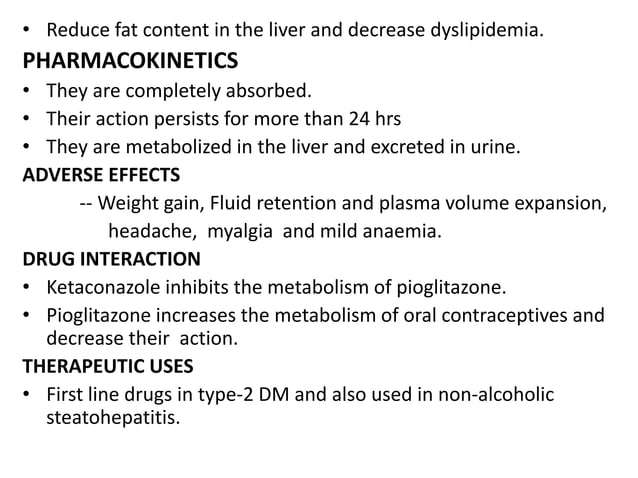 • Reduce fat content in the liver and decrease dyslipidemia.
PHARMACOKINETICS
• They are completely absorbed.
• Their action persists for more than 24 hrs
• They are metabolized in the liver and excreted in urine.
ADVERSE EFFECTS
-- Weight gain, Fluid retention and plasma volume expansion,
headache, myalgia and mild anaemia.
DRUG INTERACTION
• Ketaconazole inhibits the metabolism of pioglitazone.
• Pioglitazone increases the metabolism of oral contraceptives and
decrease their action.
THERAPEUTIC USES
• First line drugs in type-2 DM and also used in non-alcoholic
steatohepatitis.